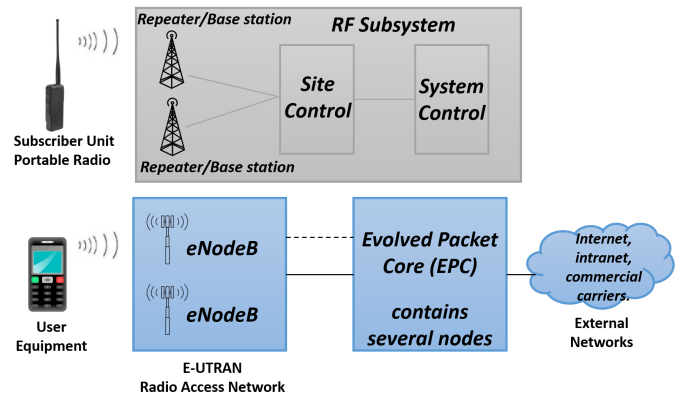 Repeater/Base station
RF Subsystem
Site
Control
System
Control
Subscriber Unit
Portable Radio
Repeater/Base station
eNodeB
eNodeB
Evolved Packet
Core (EPC)
contains
several nodes
Internet,
intranet,
commercial
carriers.
User
Equipment
External
Networks
E-UTRAN
Radio Access Network